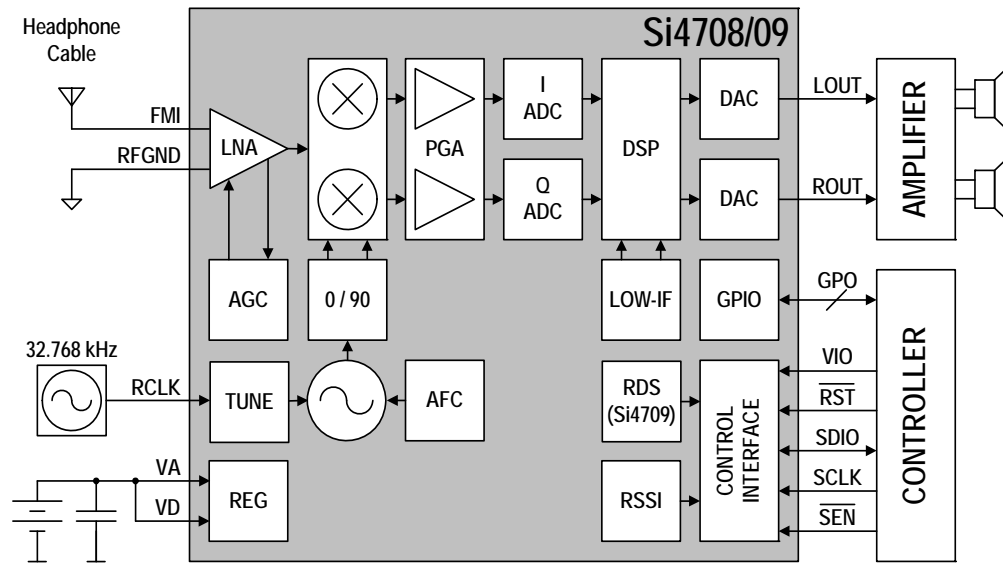 Headphone
Cable
Si4708/09
FMI
RFGND
LNA
PGA
I
ADC
Q
ADC
DSP
DAC
DAC
LOUT
ROUT
AMPLIFIER
AGC
0 / 90
LOW-IF
GPIO
GPO
32.768 kHz
RCLK
TUNE
AFC
RDS
(Si4709)
CONTROL
INTERFACE
VIO
RST
SDIO
SCLK
SEN
CONTROLLER
VA
VD
REG
RSSI